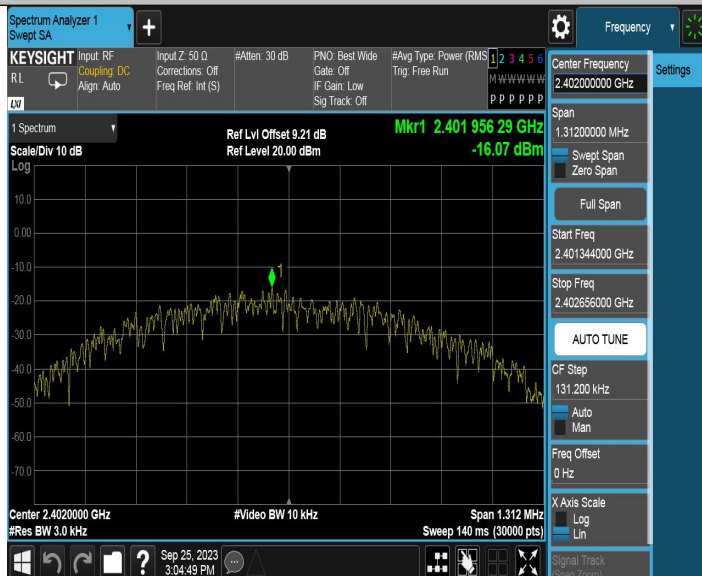 Spectrum Analyzer 1
Swept SA
+
Frequency
KEYSIGHT
RL
LXI
Input: RF
Coupling: DC
Align: Auto
Input Z: 50 Ω
Corrections: Off
Freq Ref: Int (S)
#Atten: 30 dB
PNO: Best Wide
Gate: Off
IF Gain: Low
Sig Track: Off
#Avg Type: Power (RMS
Trig: Free Run
1 2 3 4 5 6
M W W W W W
P P P P P P
1 Spectrum
Scale/Div 10 dB
Log
Ref Lvl Offset 9.21 dB
Ref Level 20.00 dBm
Mkr1 2.401 956 29 GHz
-16.07 dBm
10.0
0.00
-10.0
-20.0
-30.0
-40.0
-50.0
-60.0
-70.0
1
Center 2.4020000 GHz
#Res BW 3.0 kHz
#Video BW 10 kHz
Span 1.312 MHz
Sweep 140 ms (30000 pts)
?
Sep 25, 2023
3:04:49 PM
Center Frequency
2.402000000 GHz
Span
1.31200000 MHz
Swept Span
Zero Span
Full Span
Start Freq
2.401344000 GHz
Stop Freq
2.402656000 GHz
AUTO TUNE
CF Step
131.200 kHz
Auto
Man
Freq Offset
0 Hz
X Axis Scale
Log
Lin
Signal Track
(Span Zoom)
Settings